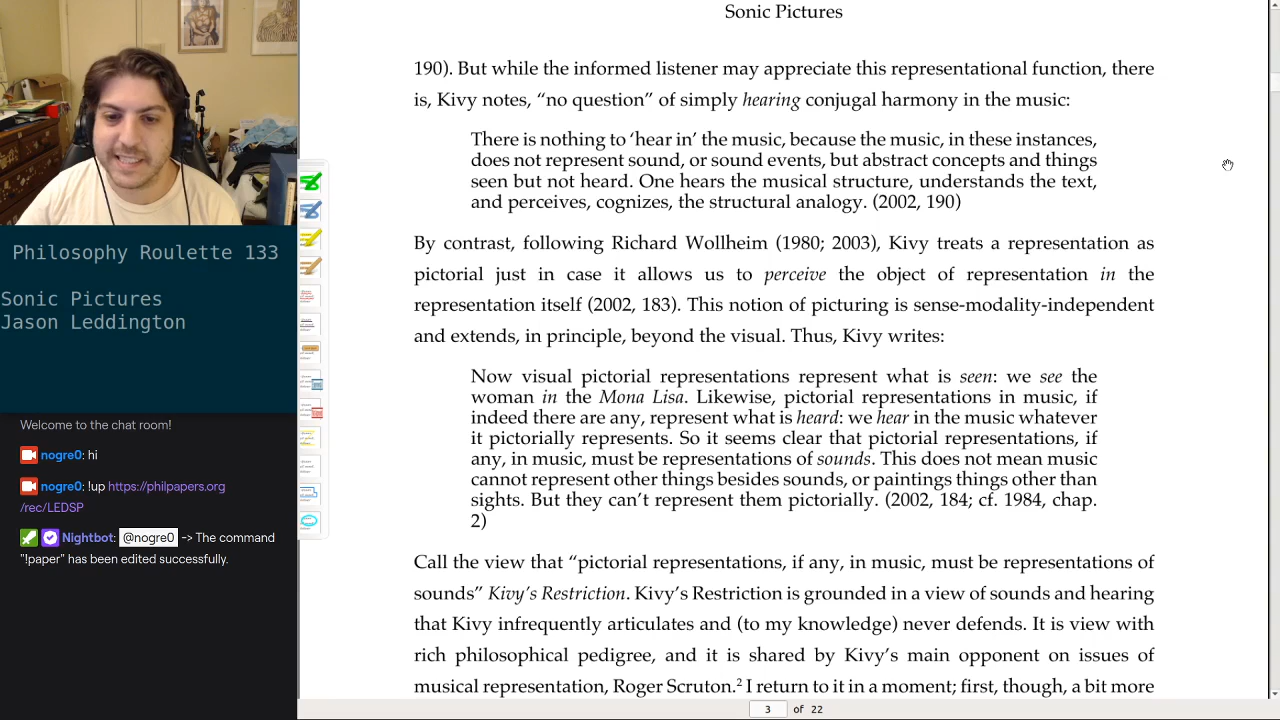 Sonic Pictures
190). But while the informed listener may appreciate this representational function, there
is, Kivy notes, “no question” of simply hearing conjugal harmony in the music:
There is nothing to ‘hear in’ the music, because the music, in these instances,
does not represent sound, or sound events, but abstract concepts and things
seen but not heard. One hears the musical structure, understands the text,
and perceives, cognizes, the structural analogy. (2002, 190)
By contrast, following Richard Wollheim (1980, 2003), Kivy treats a representation as
pictorial just in case it allows us to perceive the object of representation in the
representation itself (2002, 184). This notion of picturing is sense-modality-independent
and extends, in principle, beyond the visual. Thus, Kivy writes:
Now visual pictorial representations represent what is seen: we see the
woman in the Mona Lisa. Likewise, pictorial representations in music, if
indeed there are any, represent what is heard: we hear in the music whatever
it pictorially represents. So it seems clear that pictorial representations, if
any, in music, must be representations of sounds. That does not mean music
cannot represent other things besides sounds, or paintings things other than
sights. But they cannot represent them pictorially. (2002, 184; cf. 1984, chap.
2)
Call the view that “pictorial representations, if any, in music, must be representations of
sounds” Kivy’s Restriction. Kivy’s Restriction is grounded in a view of sounds and hearing
that Kivy infrequently articulates and (to my knowledge) never defends. It is view with
rich philosophical pedigree, and it is shared by Kivy’s main opponent on issues of
musical representation, Roger Scruton.2 I return to it in a moment; first, though, a bit more
3 of 22
Philosophy Roulette 133
Sonic Pictures
Jason Leddington
Welcome to the chat room!
nogre0: hi
nogre0: !up https://philpapers.org
/rec/LEDSP
Nightbot: @nogre0 -> The command
"!paper" has been edited successfully.